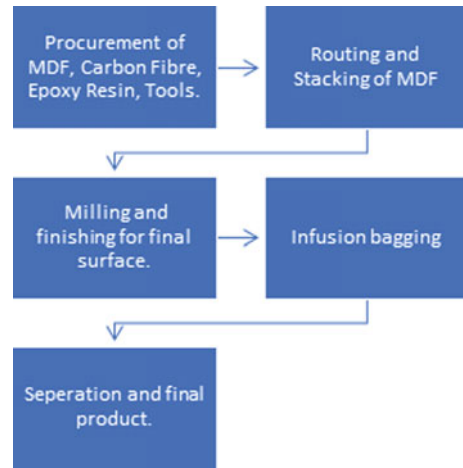 Procurement of
MDF, Carbon Fibre,
Epoxy Resin, Tools.
Routing and
Stacking of MDF
Milling and
finishing for final
surface.
Infusion bagging
Seperation and final
product.